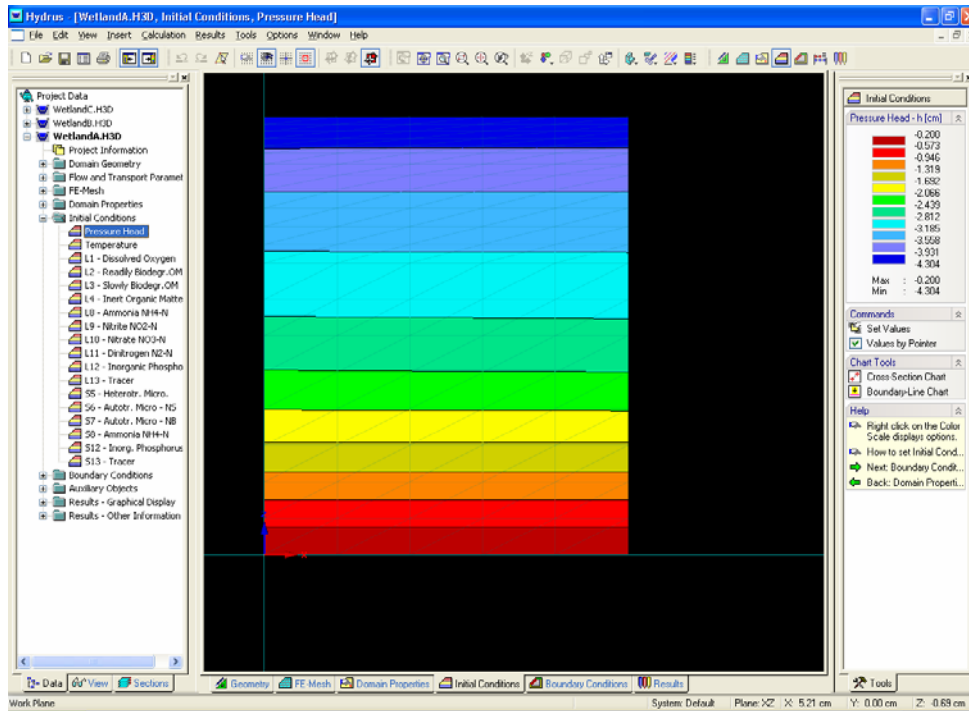 Hydrus - [WetlandA.H3D, Initial Conditions, Pressure Head]
File Edit View Insert Calculation Results Tools Options Window Help
Project Data
WetlandC.H3D
WetlandB.H3D
WetlandA.H3D
Project Information
Domain Geometry
Flow and Transport Paramet
FE-Mesh
Domain Properties
Initial Conditions
Pressure Head
Temperature
L1 - Dissolved Oxygen
L2 - Readily Biodegr.OM
L3 - Slowly Biodegr.OM
L4 - Inert Organic Matte
L8 - Ammonia NH4-N
L9 - Nitrite NO2-N
L10 - Nitrate NO3-N
L11 - Dinitrogen N2-N
L12 - Inorganic Phospho
L13 - Tracer
S5 - Heterotr. Micro.
S6 - Autotr. Micro - NS
S7 - Autotr. Micro - NB
S8 - Ammonia NH4-N
S12 - Inorg. Phosphorus
S13 - Tracer
Boundary Conditions
Auxiliary Objects
Results - Graphical Display
Results - Other Information
Data View Sections
Z
X
Geometry FE-Mesh Domain Properties Initial Conditions Boundary Conditions Results
Initial Conditions
Pressure Head - h [cm]
-0.200
-0.573
-0.946
-1.319
-1.692
-2.066
-2.439
-2.812
-3.185
-3.558
-3.931
-4.304
Max : -0.200
Min : -4.304
Commands
Set Values
Values by Pointer
Chart Tools
Cross-Section Chart
Boundary-Line Chart
Help
Right click on the Color
Scale displays options.
How to set Initial Cond...
Next: Boundary Condit...
Back: Domain Properti...
Tools
Work Plane System: Default Plane: XZ X: 5.21 cm Y: 0.00 cm Z: -0.69 cm